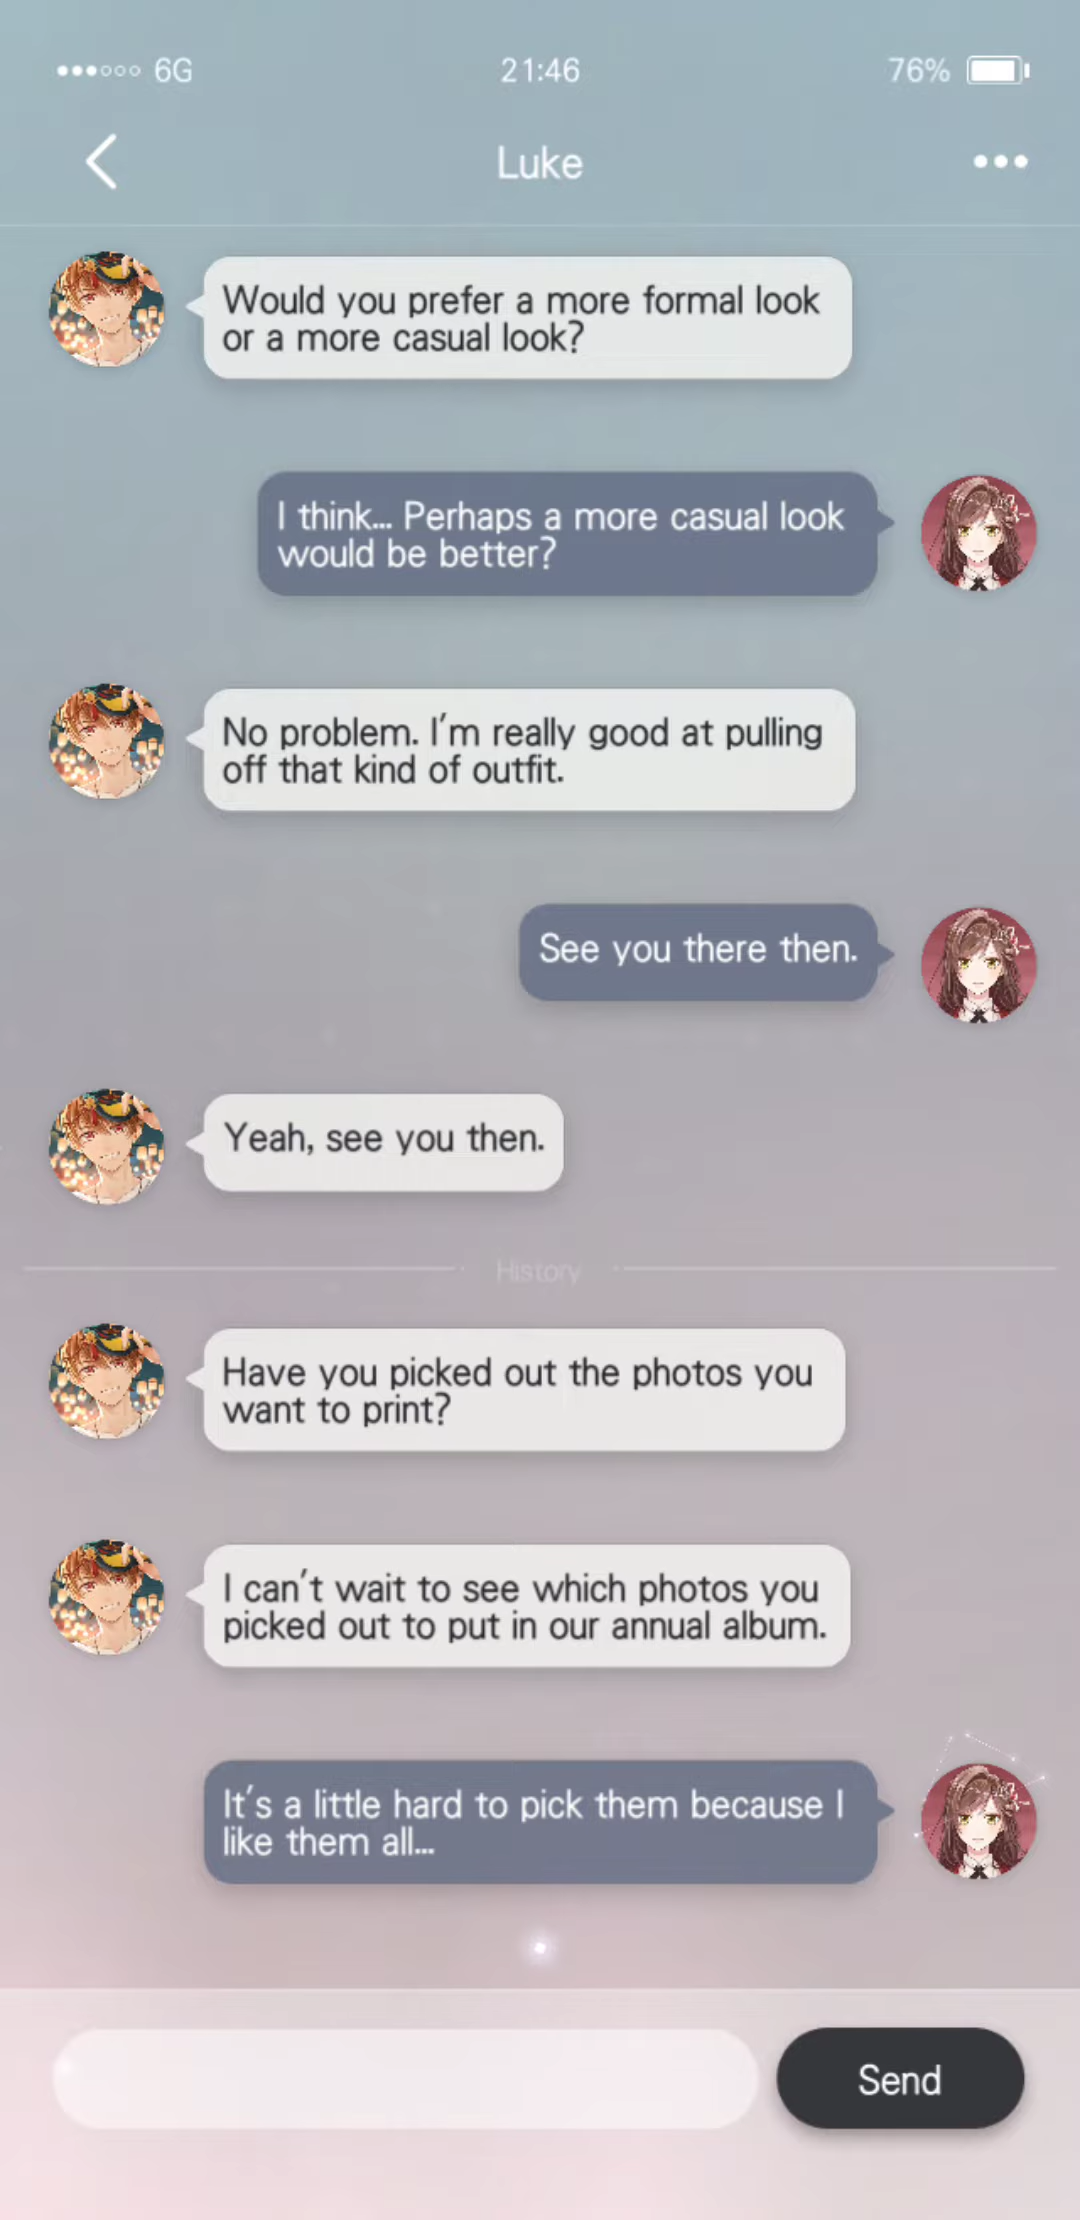 6G
21:46
76%
Luke
Would you prefer a more formal look
or a more casual look?
I think... Perhaps a more casual look
would be better?
No problem. I'm really good at pulling
off that kind of outfit.
See you there then.
Yeah, see you then.
History
Have you picked out the photos you
want to print?
I can't wait to see which photos you
picked out to put in our annual album.
It's a little hard to pick them because I
like them all...
Send